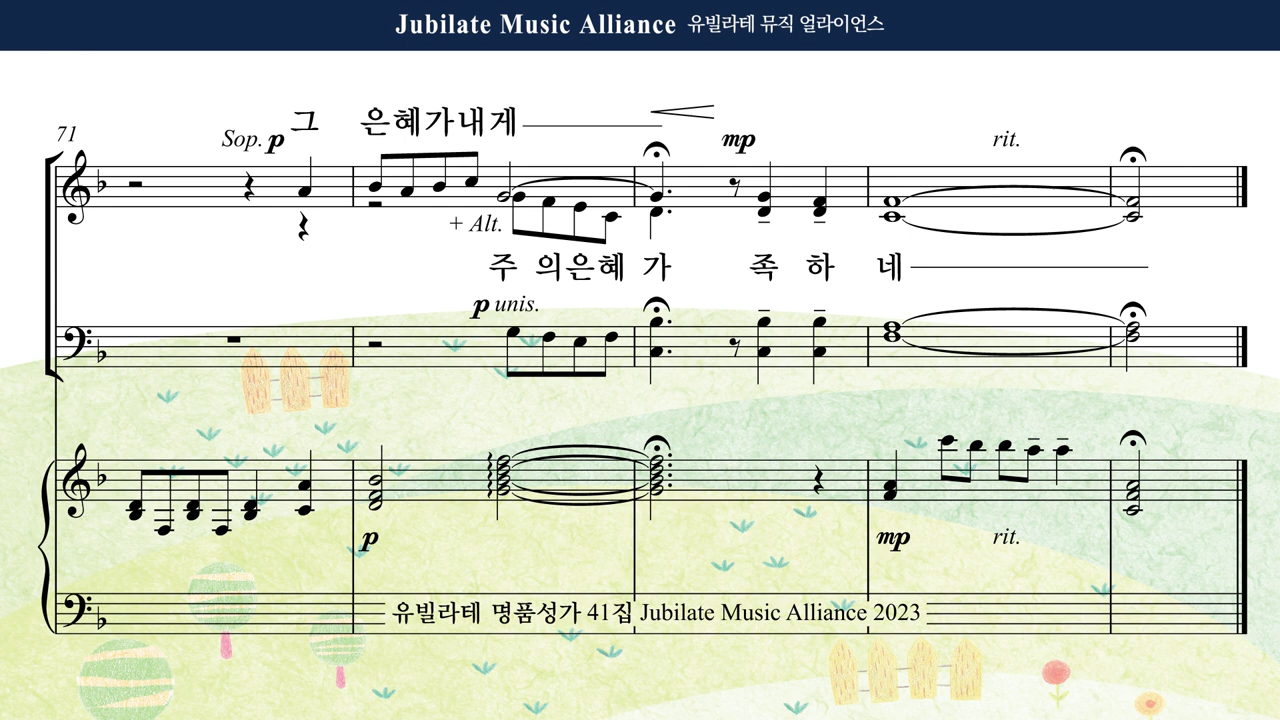 Jubilate Music Alliance 유빌라테 뮤직 얼라이언스
71
Sop. p 그 은혜가내게
mp
rit.
+ Alt.
주 의은혜 가 족 하 네
p unis.
p
mp
rit.
유빌라테 명품성가 41집 Jubilate Music Alliance 2023